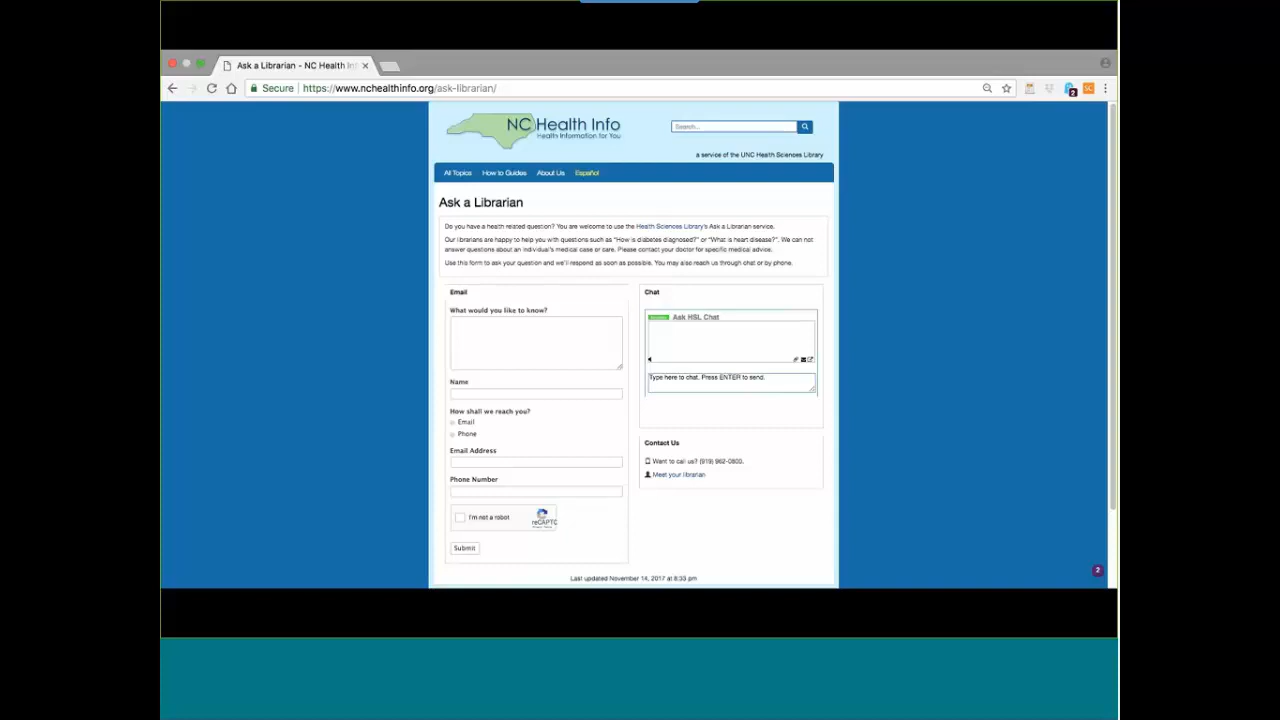 Ask a Librarian - NC Health Inf
Secure
https://www.nchealthinfo.org/ask-librarian/
2
SC
NC Health Info
Health Information for You
Search...
a service of the UNC Health Sciences Library
All Topics
How to Guides
About Us
Español
Ask a Librarian
Do you have a health related question? You are welcome to use the Health Sciences Library's Ask a Librarian service.
Our librarians are happy to help you with questions such as "How is diabetes diagnosed?" or "What is heart disease?". We can not
answer questions about an individual's medical case or care. Please contact your doctor for specific medical advice.
Use this form to ask your question and we'll respond as soon as possible. You may also reach us through chat or by phone.
Email
What would you like to know?
Name
How shall we reach you?
Email
Phone
Email Address
Phone Number
I'm not a robot
reCAPTC
Submit
Chat
Ask HSL Chat
Type here to chat. Press ENTER to send.
Contact Us
Want to call us? (919) 962-0800.
Meet your librarian
Last updated November 14, 2017 at 8:35 pm
2